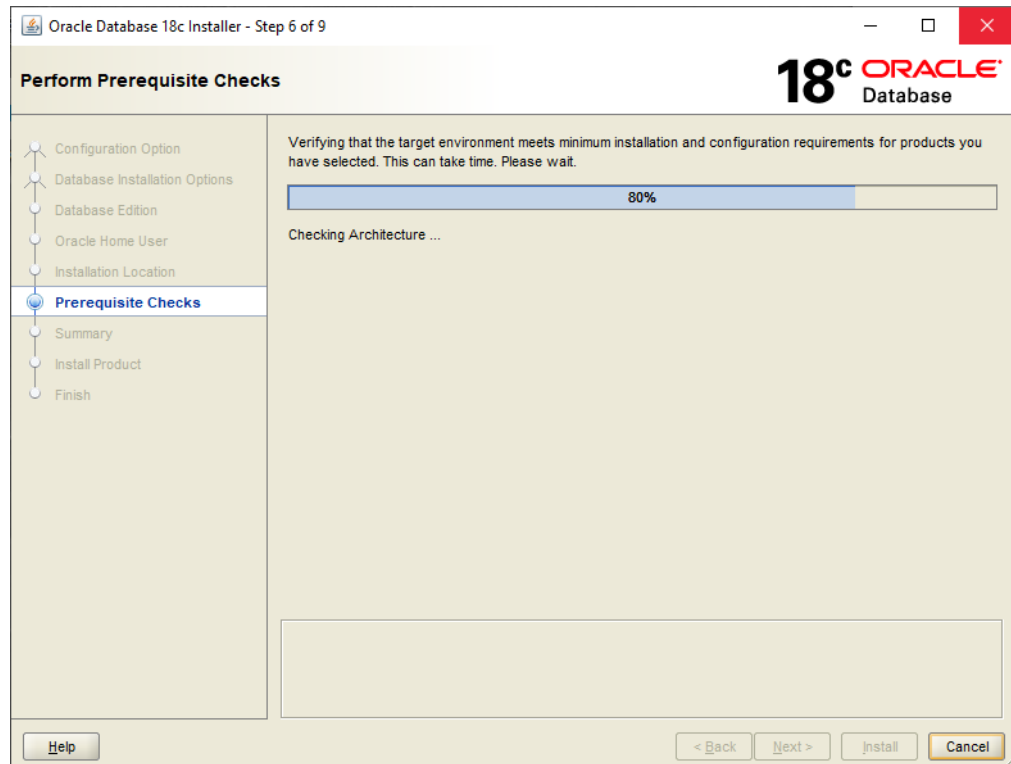 Oracle Database 18c Installer - Step 6 of 9
Perform Prerequisite Checks
18c ORACLE
Database
Configuration Option
Database Installation Options
Database Edition
Oracle Home User
Installation Location
Prerequisite Checks
Summary
Install Product
Finish
Verifying that the target environment meets minimum installation and configuration requirements for products you
have selected. This can take time. Please wait.
80%
Checking Architecture ...
Help
< Back
Next >
Install
Cancel